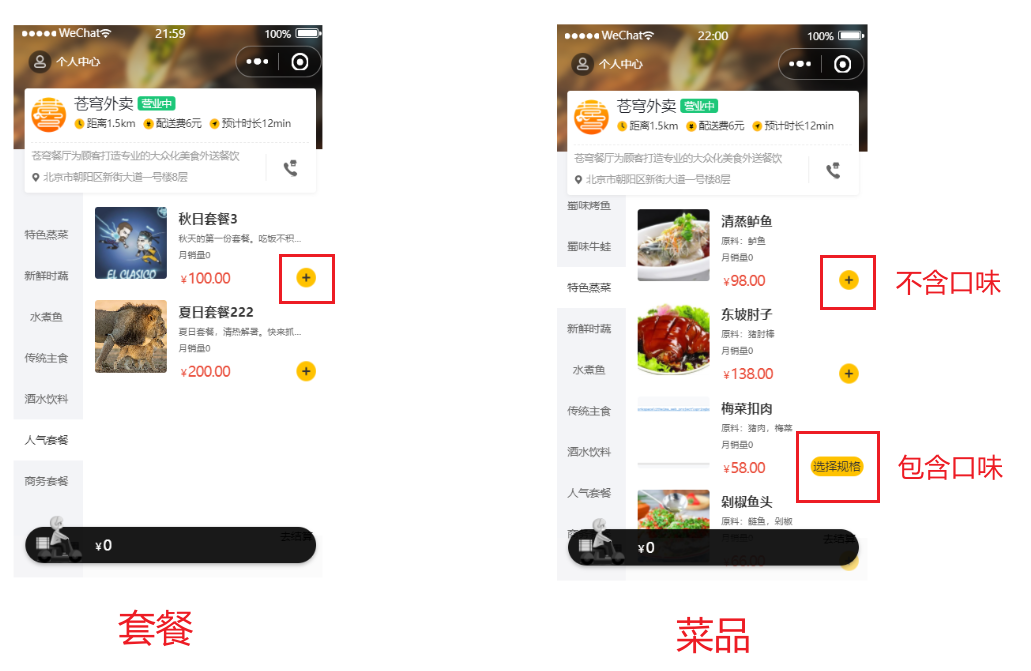 WeChat 21:59 100%
个人中心
苍穹外卖 营业中
距离1.5km 配送费6元 预计时长12min
苍穹餐厅为顾客打造专业的大众化美食外送餐饮
北京市朝阳区新街大道一号楼8层
特色蒸菜
新鲜时蔬
水煮鱼
传统主食
酒水饮料
人气套餐
商务套餐
EL CLASICO
秋日套餐3
秋天的第一份套餐。吃饭不积...
月销量0
¥100.00
+
夏日套餐222
夏日套餐，清热解暑。快来抓...
月销量0
¥200.00
+
¥0
套餐
WeChat 22:00 100%
个人中心
苍穹外卖 营业中
距离1.5km 配送费6元 预计时长12min
苍穹餐厅为顾客打造专业的大众化美食外送餐饮
北京市朝阳区新街大道一号楼8层
蜀味烤鱼
蜀味牛蛙
特色蒸菜
新鲜时蔬
水煮鱼
传统主食
酒水饮料
人气套餐
清蒸鲈鱼
原料：鲈鱼
月销量0
¥98.00
+
不含口味
东坡肘子
原料：猪肘棒
月销量0
¥138.00
+
梅菜扣肉
原料：猪肉，梅菜
月销量0
¥58.00
选择规格
包含口味
剁椒鱼头
原料：鲢鱼，剁椒
¥0
菜品